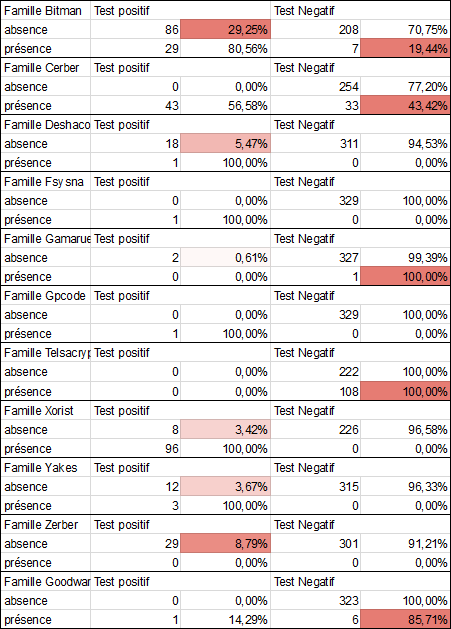 Famille Bitman Test positif Test Negatif
absence 86 29,25% 208 70,75%
présence 29 80,56% 7 19,44%
Famille Cerber Test positif Test Negatif
absence 0 0,00% 254 77,20%
présence 43 56,58% 33 43,42%
Famille Deshaco Test positif Test Negatif
absence 18 5,47% 311 94,53%
présence 1 100,00% 0 0,00%
Famille Fsysna Test positif Test Negatif
absence 0 0,00% 329 100,00%
présence 1 100,00% 0 0,00%
Famille Gamarue Test positif Test Negatif
absence 2 0,61% 327 99,39%
présence 0 0,00% 1 100,00%
Famille Gpcode Test positif Test Negatif
absence 0 0,00% 329 100,00%
présence 1 100,00% 0 0,00%
Famille Telsacryp Test positif Test Negatif
absence 0 0,00% 222 100,00%
présence 0 0,00% 108 100,00%
Famille Xorist Test positif Test Negatif
absence 8 3,42% 226 96,58%
présence 96 100,00% 0 0,00%
Famille Yakes Test positif Test Negatif
absence 12 3,67% 315 96,33%
présence 3 100,00% 0 0,00%
Famille Zerber Test positif Test Negatif
absence 29 8,79% 301 91,21%
présence 0 0,00% 0 0,00%
Famille Goodwar Test positif Test Negatif
absence 0 0,00% 323 100,00%
présence 1 14,29% 6 85,71%